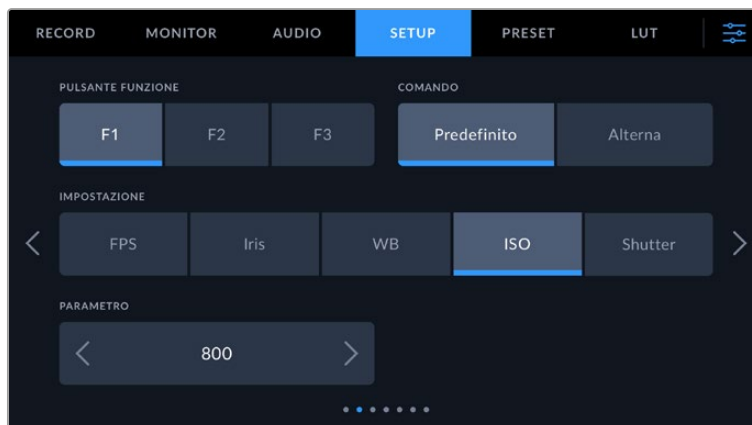 RECORD MONITOR AUDIO SETUP PRESET LUT
PULSANTE FUNZIONE COMANDO
F1 F2 F3 Predefinito Alterna
IMPOSTAZIONE
FPS Iris WB ISO Shutter
PARAMETRO
800